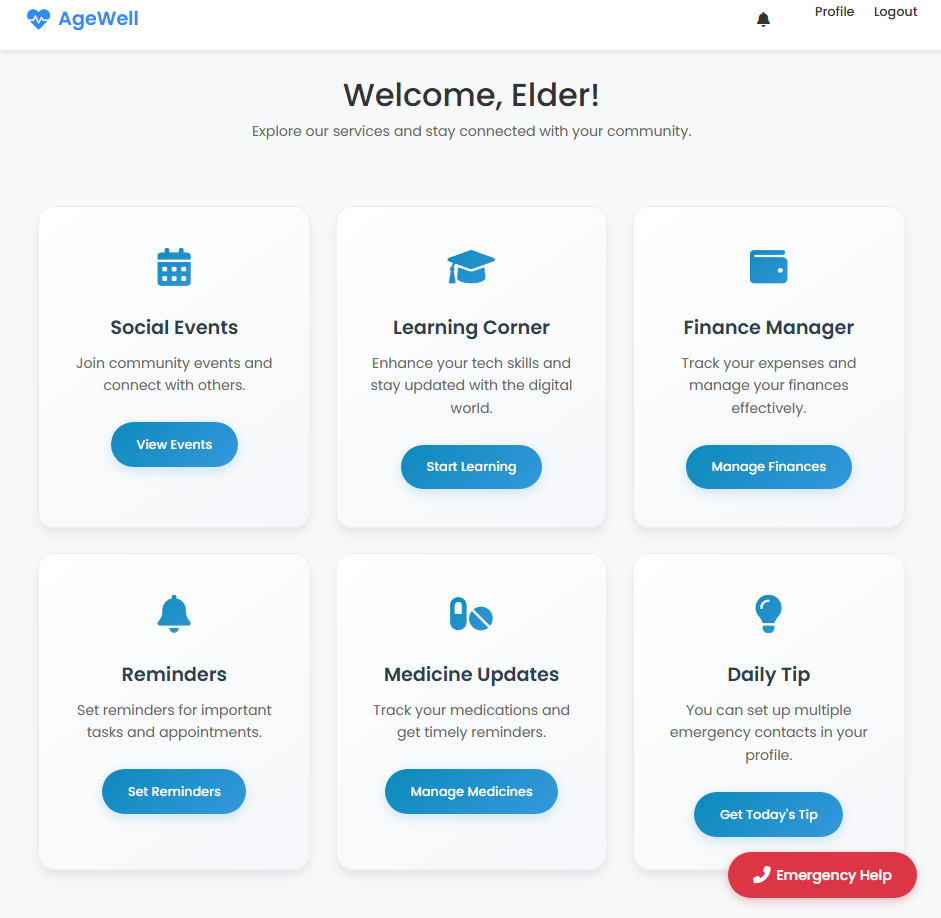 AgeWell
Profile
Logout
Welcome, Elder!
Explore our services and stay connected with your community.
Social Events
Join community events and
connect with others.
View Events
Learning Corner
Enhance your tech skills and
stay updated with the digital
world.
Start Learning
Finance Manager
Track your expenses and
manage your finances
effectively.
Manage Finances
Reminders
Set reminders for important
tasks and appointments.
Set Reminders
Medicine Updates
Track your medications and
get timely reminders.
Manage Medicines
Daily Tip
You can set up multiple
emergency contacts in your
profile.
Get Today's Tip
Emergency Help